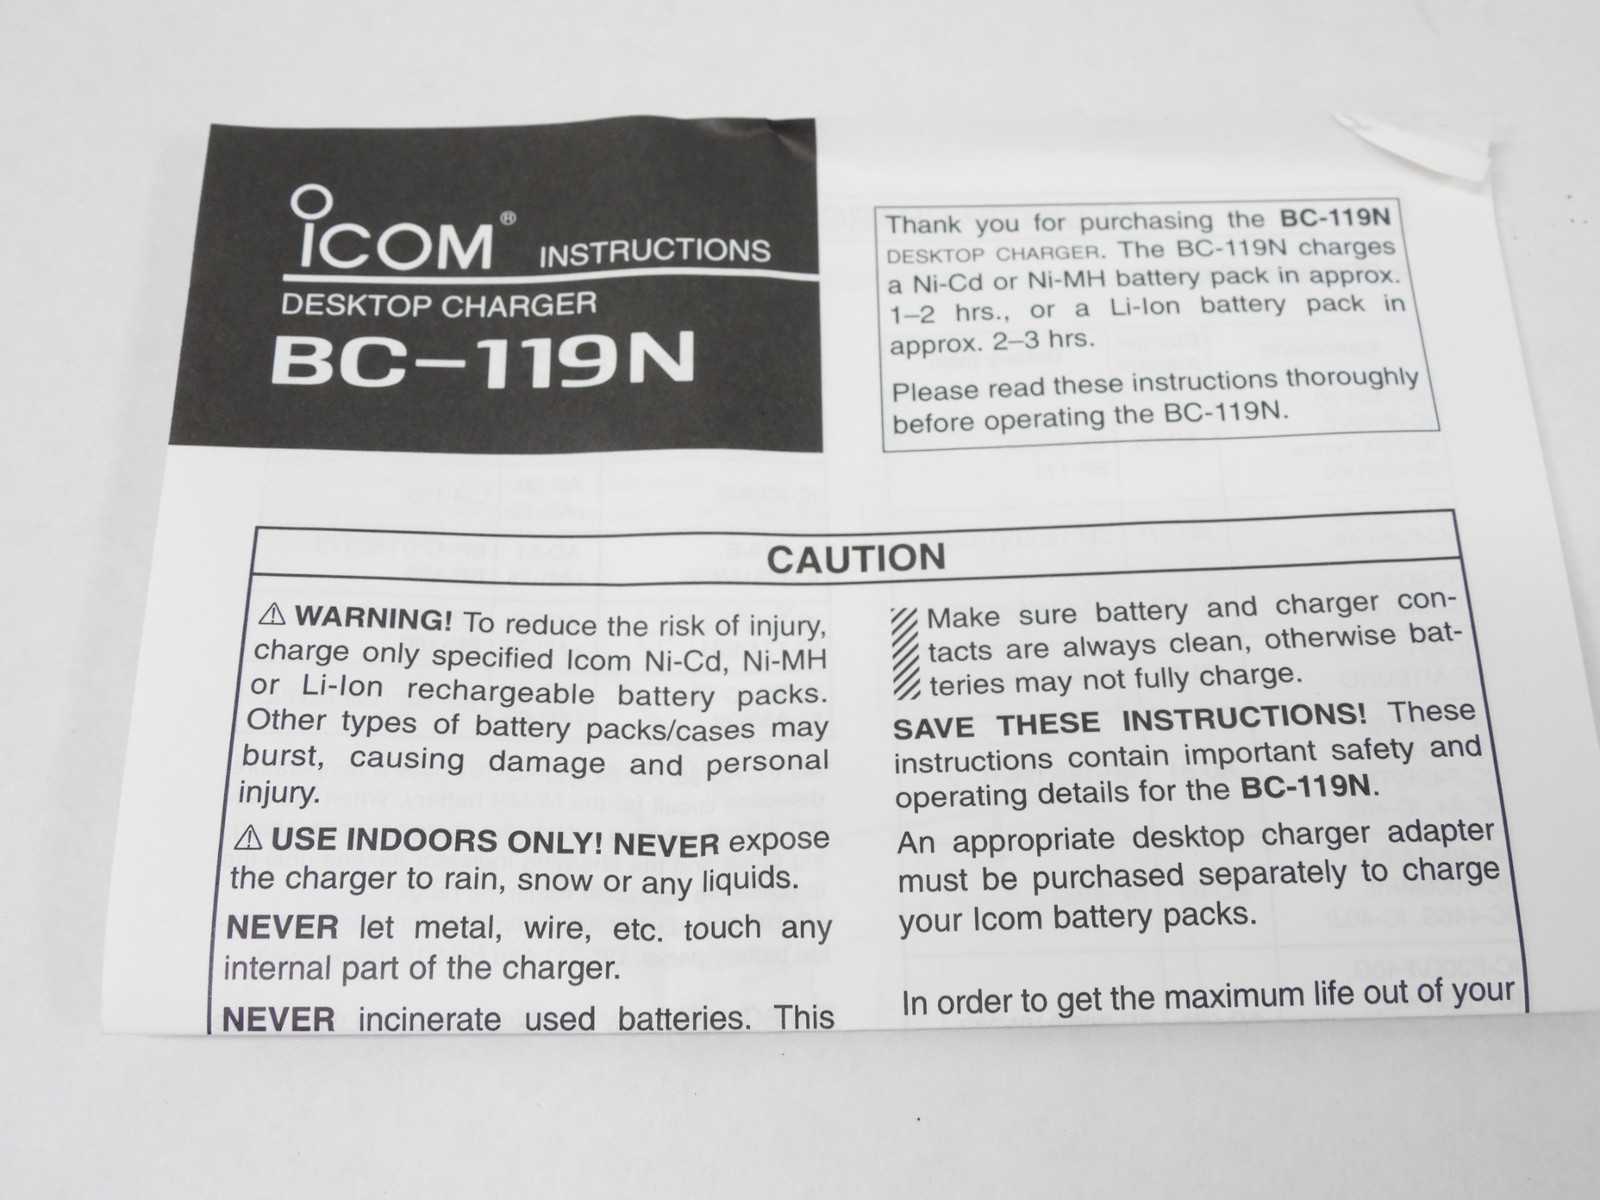 iCOM® INSTRUCTIONS
DESKTOP CHARGER
BC-119N
Thank you for purchasing the BC-119N
DESKTOP CHARGER. The BC-119N charges
a Ni-Cd or Ni-MH battery pack in approx.
1–2 hrs., or a Li-Ion battery pack in
approx. 2–3 hrs.
Please read these instructions thoroughly
before operating the BC-119N.
CAUTION
⚠ WARNING! To reduce the risk of injury,
charge only specified Icom Ni-Cd, Ni-MH
or Li-Ion rechargeable battery packs.
Other types of battery packs/cases may
burst, causing damage and personal
injury.
⚠ USE INDOORS ONLY! NEVER expose
the charger to rain, snow or any liquids.
NEVER let metal, wire, etc. touch any
internal part of the charger.
NEVER incinerate used batteries. This
Make sure battery and charger con-
tacts are always clean, otherwise bat-
teries may not fully charge.
SAVE THESE INSTRUCTIONS! These
instructions contain important safety and
operating details for the BC-119N.
An appropriate desktop charger adapter
must be purchased separately to charge
your Icom battery packs.
In order to get the maximum life out of your